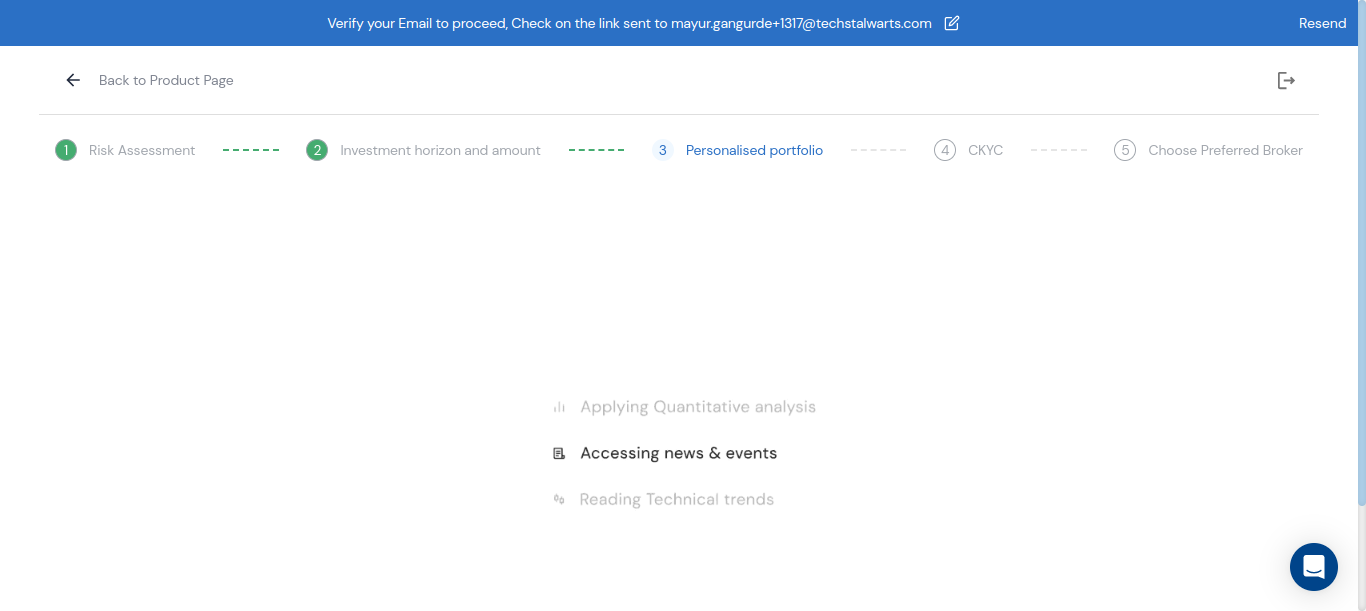 Verify your Email to proceed, Check on the link sent to mayur.gangurde+1317@techstalwarts.com
Resend
Back to Product Page
1 Risk Assessment
2 Investment horizon and amount
3 Personalised portfolio
4 CKYC
5 Choose Preferred Broker
Applying Quantitative analysis
Accessing news & events
Reading Technical trends